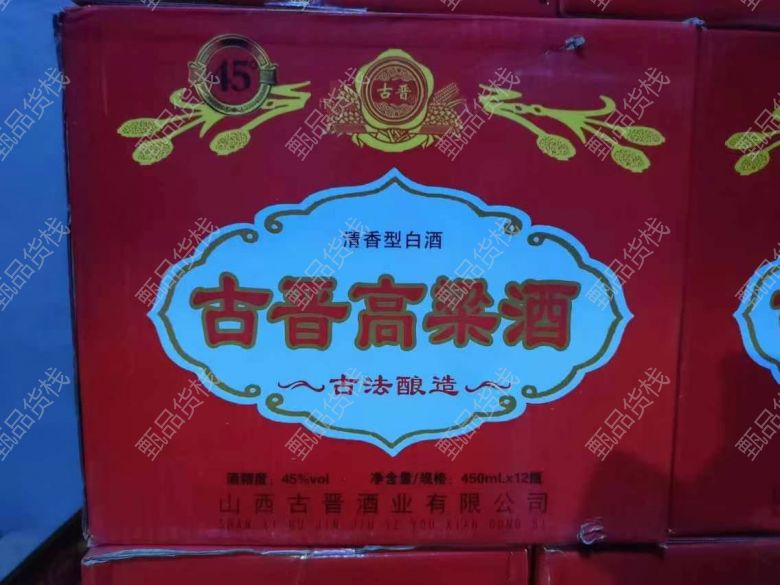 45°
古晋
清香型白酒
古晋高粱酒
古法酿造
酒精度：45%vol 净含量/规格：450mL×12瓶
山西古晋酒业有限公司
SHAN XI GU JIN JIU YE YOU XIAN GONG SI
甄品货栈